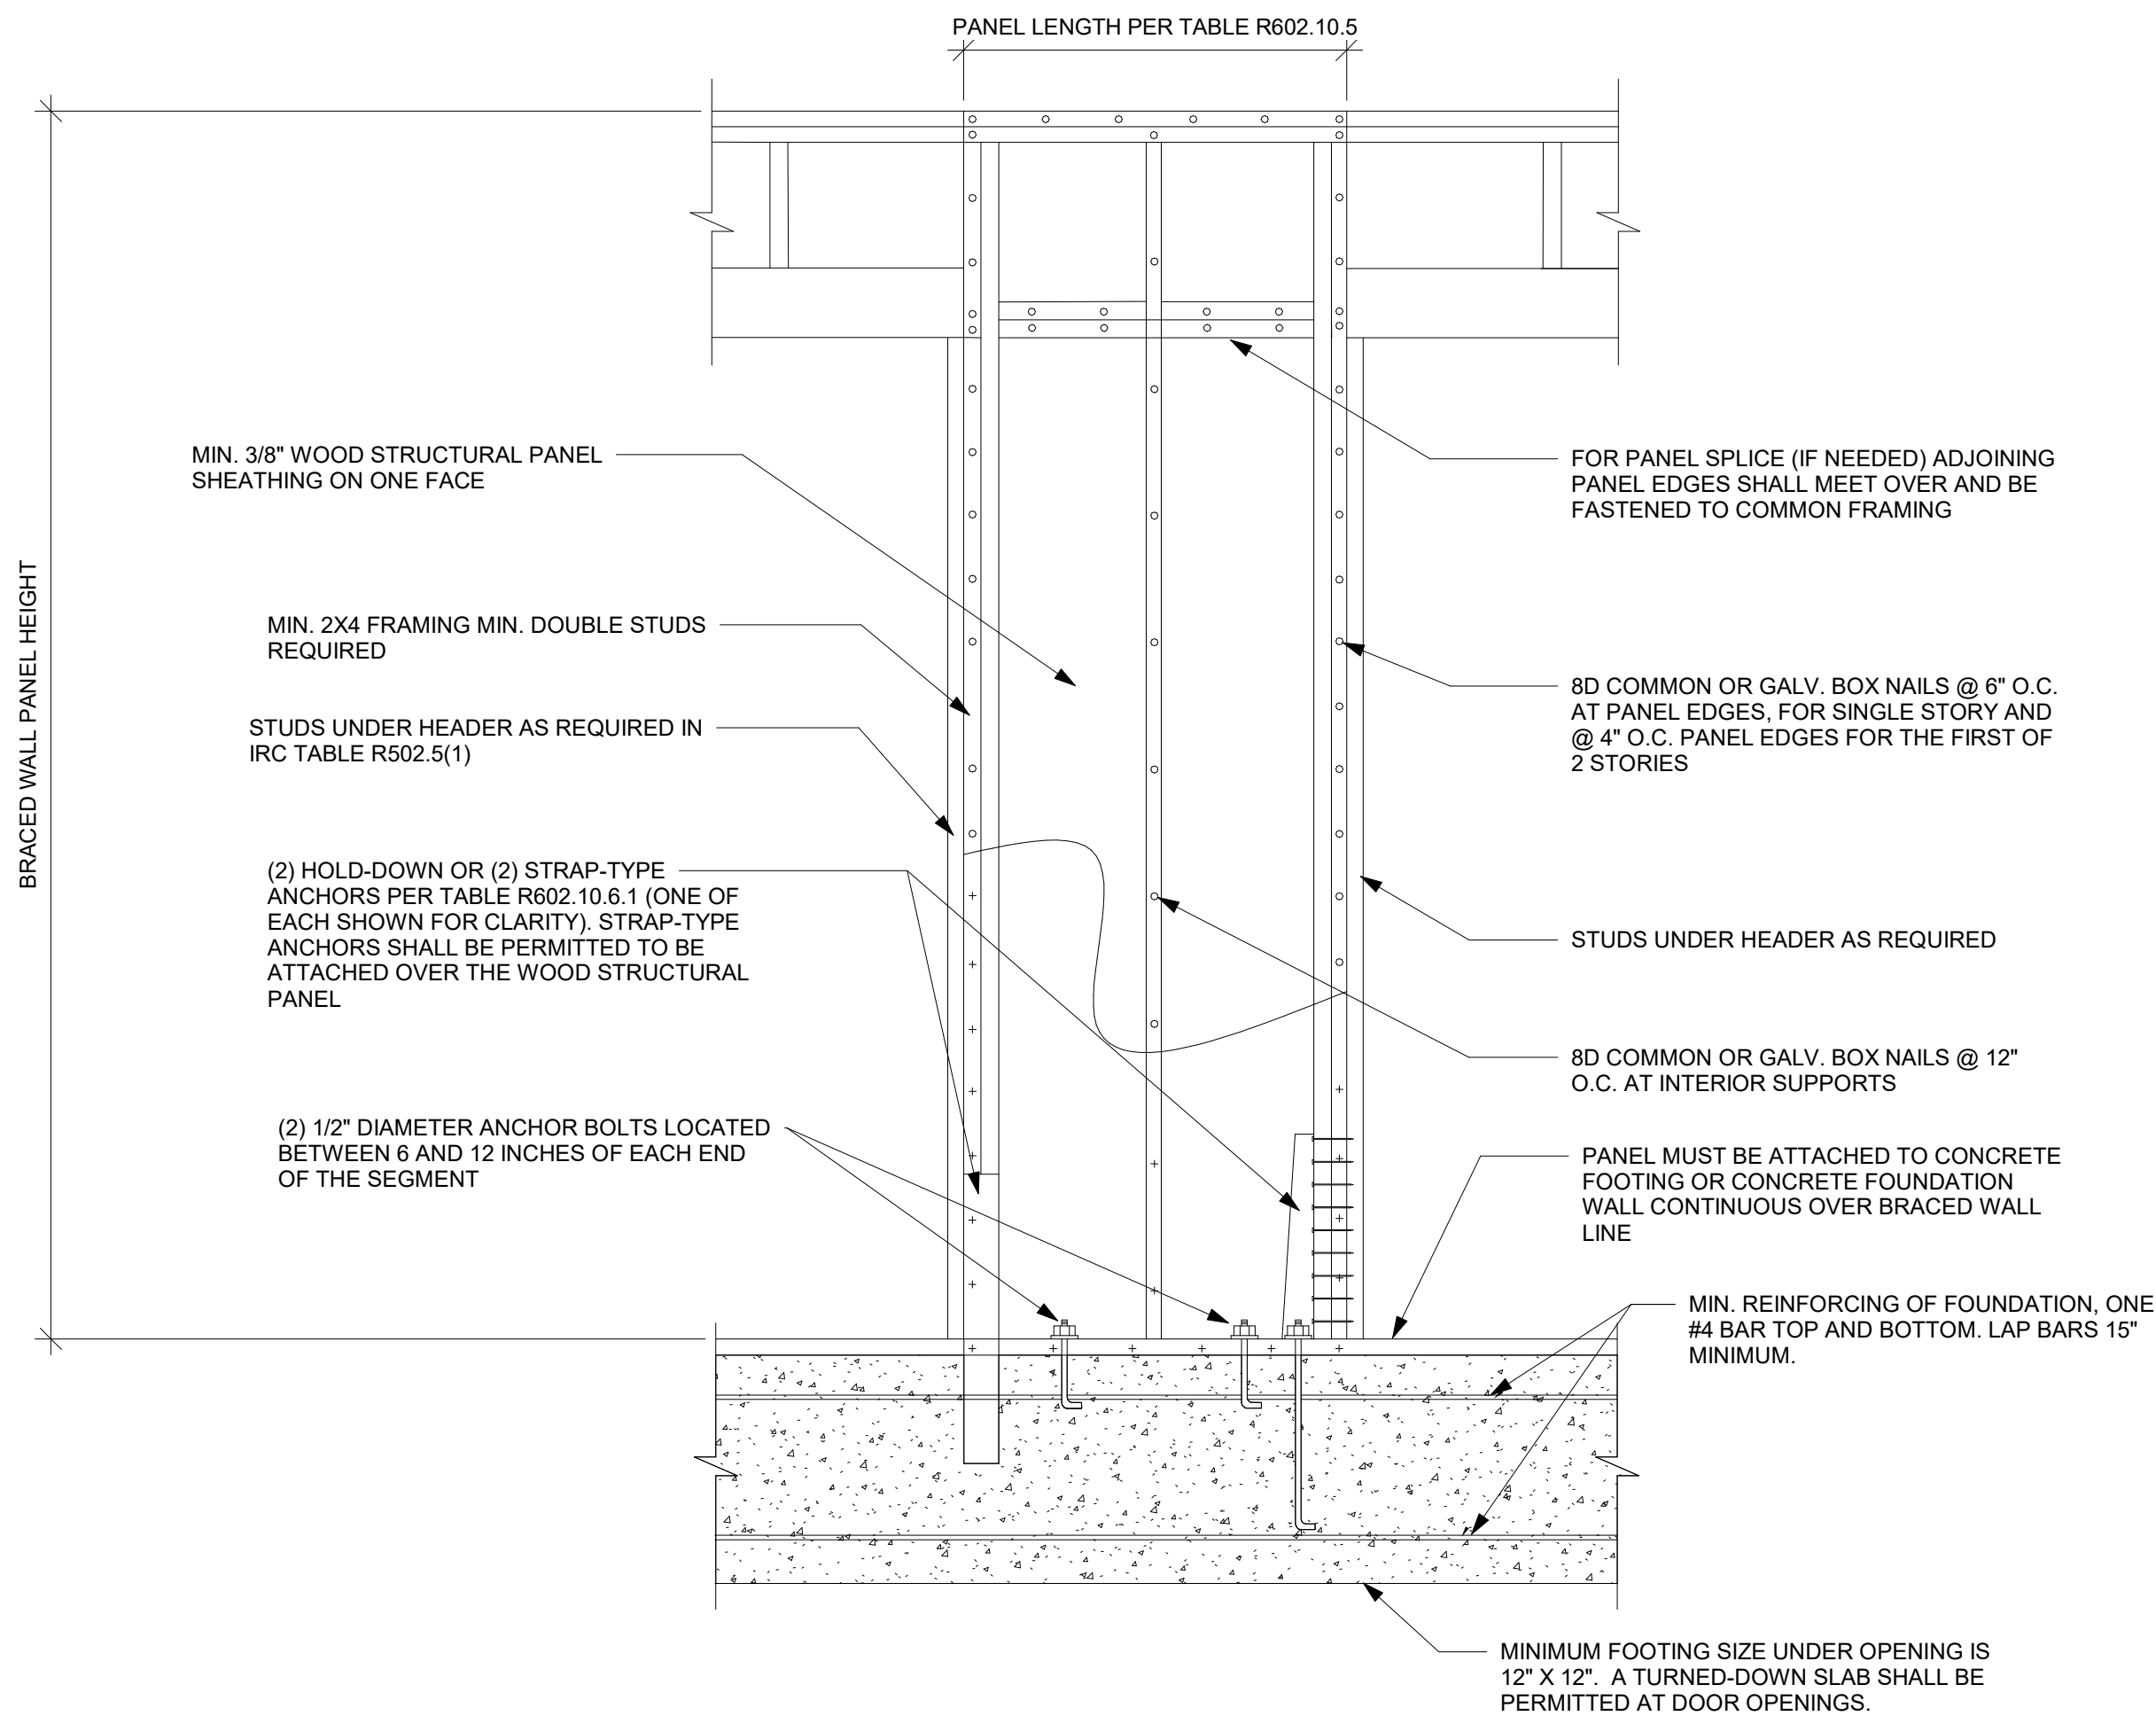 PANEL LENGTH PER TABLE R602.10.5
BRACED WALL PANEL HEIGHT
MIN. 3/8" WOOD STRUCTURAL PANEL
SHEATHING ON ONE FACE
MIN. 2X4 FRAMING MIN. DOUBLE STUDS
REQUIRED
STUDS UNDER HEADER AS REQUIRED IN
IRC TABLE R502.5(1)
(2) HOLD-DOWN OR (2) STRAP-TYPE
ANCHORS PER TABLE R602.10.6.1 (ONE OF
EACH SHOWN FOR CLARITY). STRAP-TYPE
ANCHORS SHALL BE PERMITTED TO BE
ATTACHED OVER THE WOOD STRUCTURAL
PANEL
(2) 1/2" DIAMETER ANCHOR BOLTS LOCATED
BETWEEN 6 AND 12 INCHES OF EACH END
OF THE SEGMENT
FOR PANEL SPLICE (IF NEEDED) ADJOINING
PANEL EDGES SHALL MEET OVER AND BE
FASTENED TO COMMON FRAMING
8D COMMON OR GALV. BOX NAILS @ 6" O.C.
AT PANEL EDGES, FOR SINGLE STORY AND
@ 4" O.C. PANEL EDGES FOR THE FIRST OF
2 STORIES
STUDS UNDER HEADER AS REQUIRED
8D COMMON OR GALV. BOX NAILS @ 12"
O.C. AT INTERIOR SUPPORTS
PANEL MUST BE ATTACHED TO CONCRETE
FOOTING OR CONCRETE FOUNDATION
WALL CONTINUOUS OVER BRACED WALL
LINE
MIN. REINFORCING OF FOUNDATION, ONE
#4 BAR TOP AND BOTTOM. LAP BARS 15"
MINIMUM.
MINIMUM FOOTING SIZE UNDER OPENING IS
12" X 12". A TURNED-DOWN SLAB SHALL BE
PERMITTED AT DOOR OPENINGS.